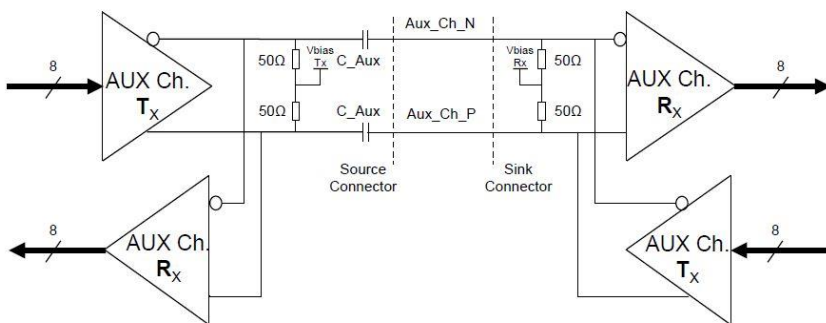 Aux_Ch_N
8
AUX Ch.
TX
50Ω
Vbias
Tx
C_Aux
50Ω
C_Aux
Aux_Ch_P
Vbias
Rx
50Ω
50Ω
AUX Ch.
RX
8
Source
Connector
Sink
Connector
8
AUX Ch.
RX
AUX Ch.
TX
8